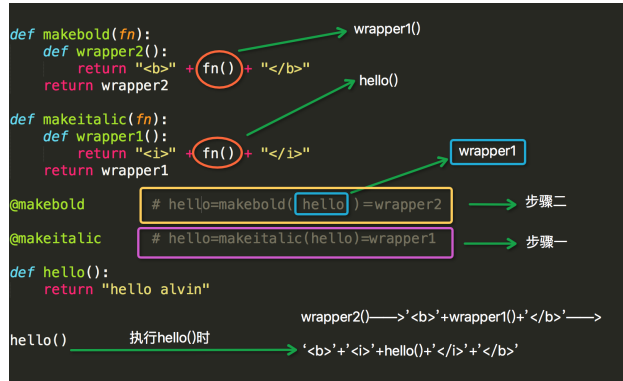 def makebold(fn):
wrapper1()
def wrapper2():
return "<b>" + fn() + "</b>"
return wrapper2
hello()
def makeitalic(fn):
def wrapper1():
return "<i>" + fn() + "</i>"
return wrapper1
wrapper1
@makebold # hello=makebold( hello )=wrapper2 步骤二
@makeitalic # hello=makeitalic(hello)=wrapper1 步骤一
def hello():
return "hello alvin"
wrapper2()——>'<b>'+wrapper1()+'</b>'——>
hello() 执行hello()时
'<b>'+'<i>'+hello()+'</i>'+'</b>'